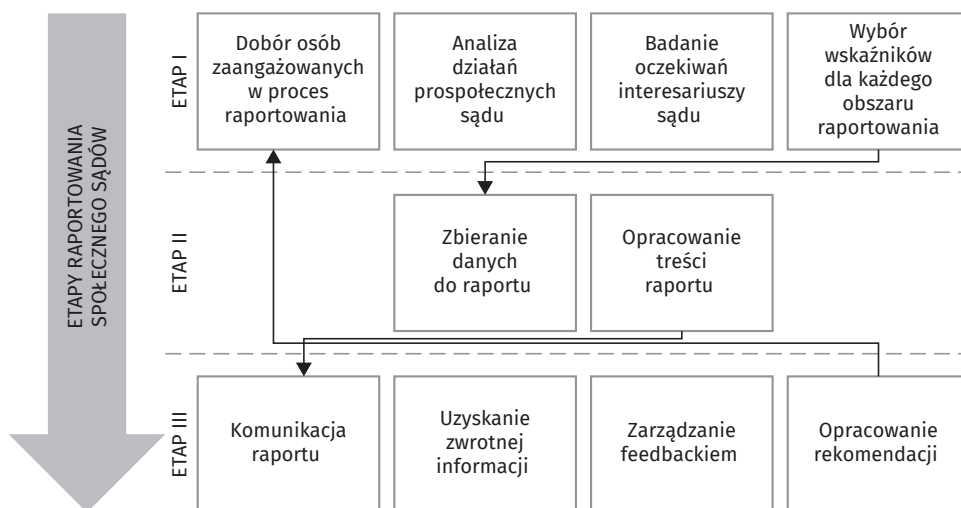 ETAPY RAPORTOWANIA
SPOŁECZNEGO SĄDÓW
ETAP I
Dobór osób
zaangażowanych
w proces
raportowania
Analiza
działań
prospołecznych
sądu
Badanie
oczekiwań
interesariuszy
sądu
Wybór
wskaźników
dla każdego
obszaru
raportowania
ETAP II
Zbieranie
danych
do raportu
Opracowanie
treści
raportu
ETAP III
Komunikacja
raportu
Uzyskanie
zwrotnej
informacji
Zarządzanie
feedbackiem
Opracowanie
rekomendacji